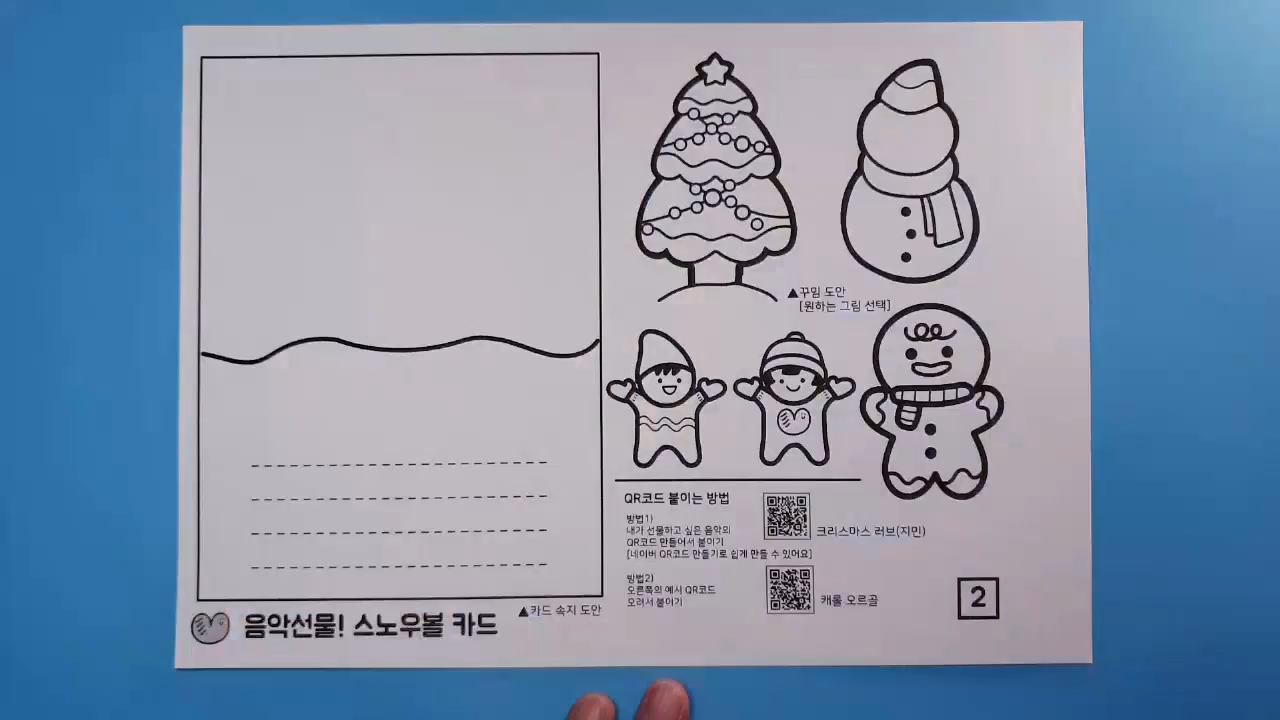 ▲꾸밈 도안
[원하는 그림 선택]
QR코드 붙이는 방법
방법1)
내가 선물하고 싶은 음악의
QR코드 만들어서 붙이기
[네이버 QR코드 만들기로 쉽게 만들 수 있어요]
크리스마스 러브(지민)
방법2)
오른쪽의 예시 QR코드
오려서 붙이기
캐롤 오르골
2
▲카드 속지 도안
음악선물! 스노우볼 카드